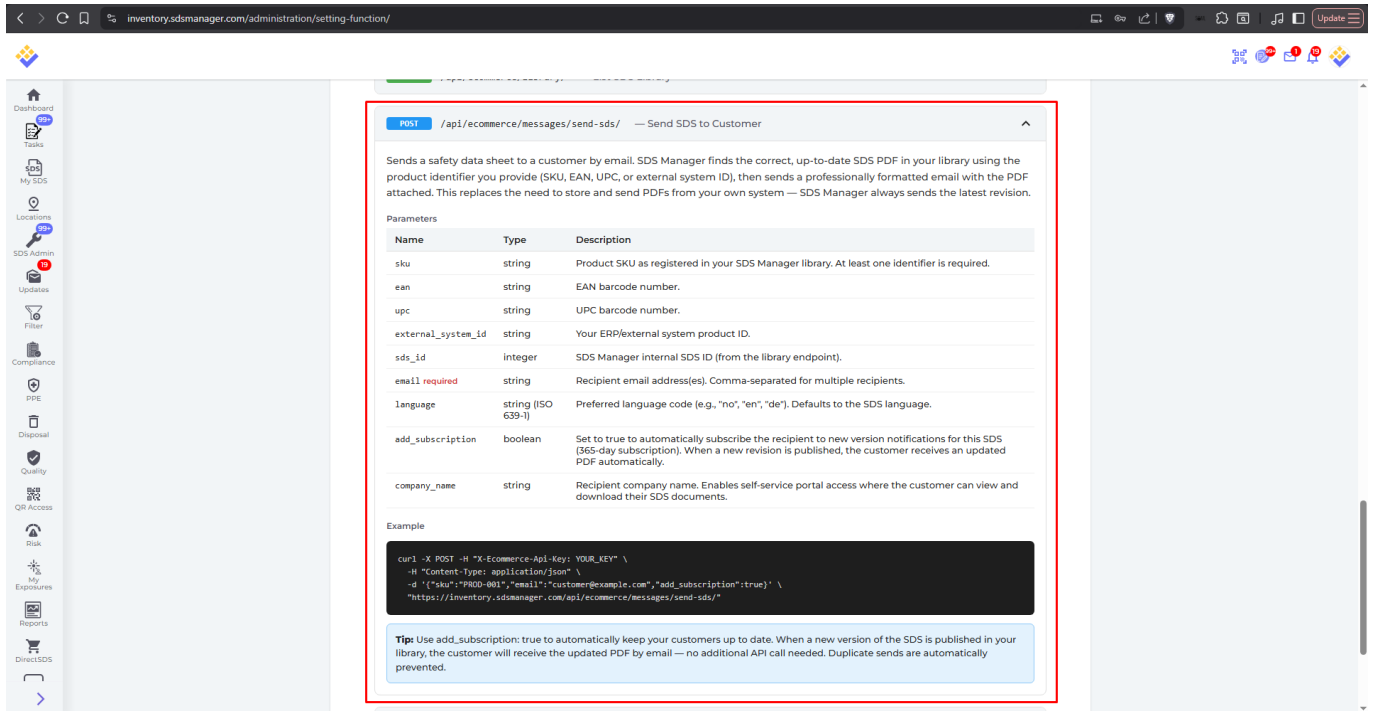 inventory.sdsmanager.com/administration/setting-function/
Update
99+
1
19
Dashboard
99+
Tasks
SDS
My SDS
Locations
99+
SDS Admin
19
Updates
Filter
Compliance
PPE
Disposal
Quality
QR Access
Risk
My
Exposures
Reports
DirectSDS
POST /api/ecommerce/messages/send-sds/ — Send SDS to Customer
Sends a safety data sheet to a customer by email. SDS Manager finds the correct, up-to-date SDS PDF in your library using the
product identifier you provide (SKU, EAN, UPC, or external system ID), then sends a professionally formatted email with the PDF
attached. This replaces the need to store and send PDFs from your own system — SDS Manager always sends the latest revision.
Parameters
Name Type Description
sku string Product SKU as registered in your SDS Manager library. At least one identifier is required.
ean string EAN barcode number.
upc string UPC barcode number.
external_system_id string Your ERP/external system product ID.
sds_id integer SDS Manager internal SDS ID (from the library endpoint).
email required string Recipient email address(es). Comma-separated for multiple recipients.
language string (ISO 639-1) Preferred language code (e.g., "no", "en", "de"). Defaults to the SDS language.
add_subscription boolean Set to true to automatically subscribe the recipient to new version notifications for this SDS
(365-day subscription). When a new revision is published, the customer receives an updated
PDF automatically.
company_name string Recipient company name. Enables self-service portal access where the customer can view and
download their SDS documents.
Example
curl -X POST -H "X-Ecommerce-Api-Key: YOUR_KEY" \
-H "Content-Type: application/json" \
-d '{"sku":"PROD-001","email":"customer@example.com","add_subscription":true}' \
"https://inventory.sdsmanager.com/api/ecommerce/messages/send-sds/"
Tip: Use add_subscription: true to automatically keep your customers up to date. When a new version of the SDS is published in your
library, the customer will receive the updated PDF by email — no additional API call needed. Duplicate sends are automatically
prevented.